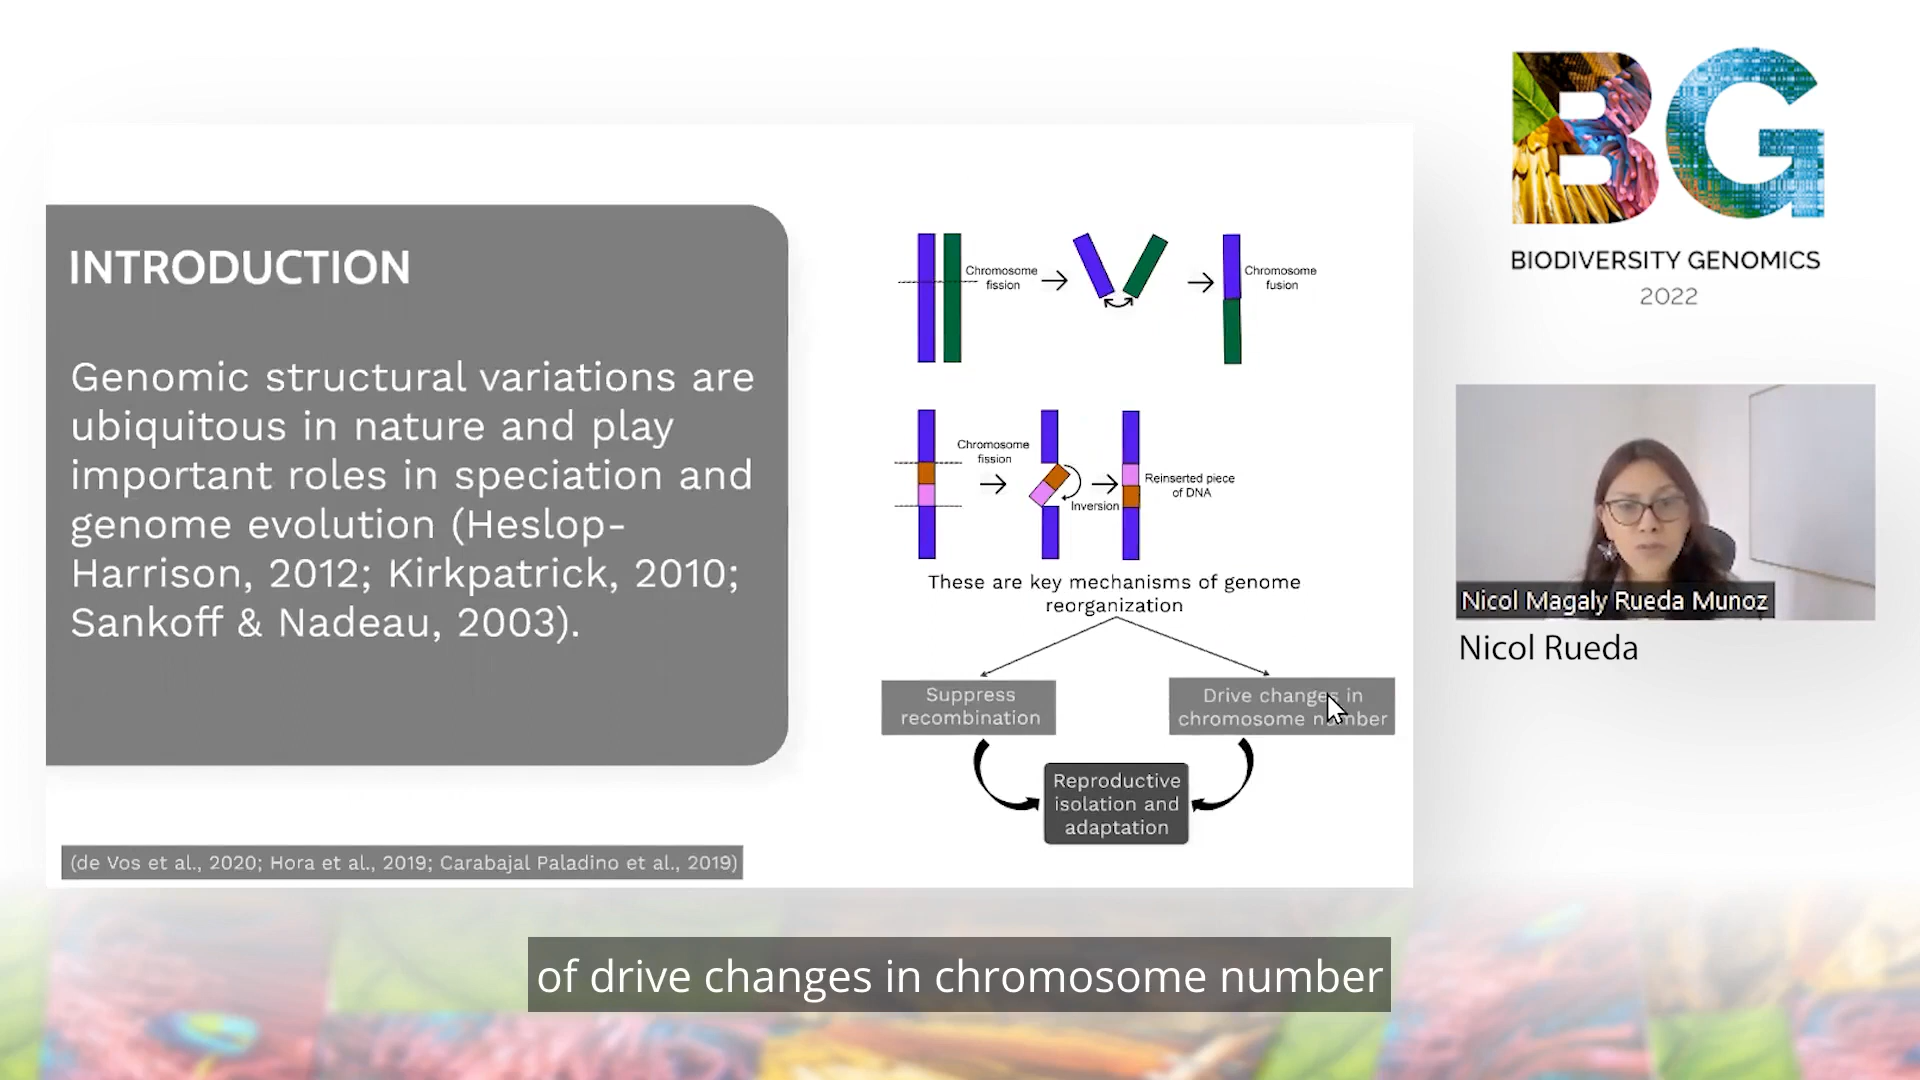 INTRODUCTION
Genomic structural variations are
ubiquitous in nature and play
important roles in speciation and
genome evolution (Heslop-
Harrison, 2012; Kirkpatrick, 2010;
Sankoff & Nadeau, 2003).
(de Vos et al., 2020; Hora et al., 2019; Carabajal Paladino et al., 2019)
Chromosome
fission
Chromosome
fusion
Chromosome
fission
Inversion
Reinserted piece
of DNA
These are key mechanisms of genome
reorganization
Suppress
recombination
Drive changes in
chromosome number
Reproductive
isolation and
adaptation
BG
BIODIVERSITY GENOMICS
2022
Nicol Magaly Rueda Munoz
Nicol Rueda
of drive changes in chromosome number